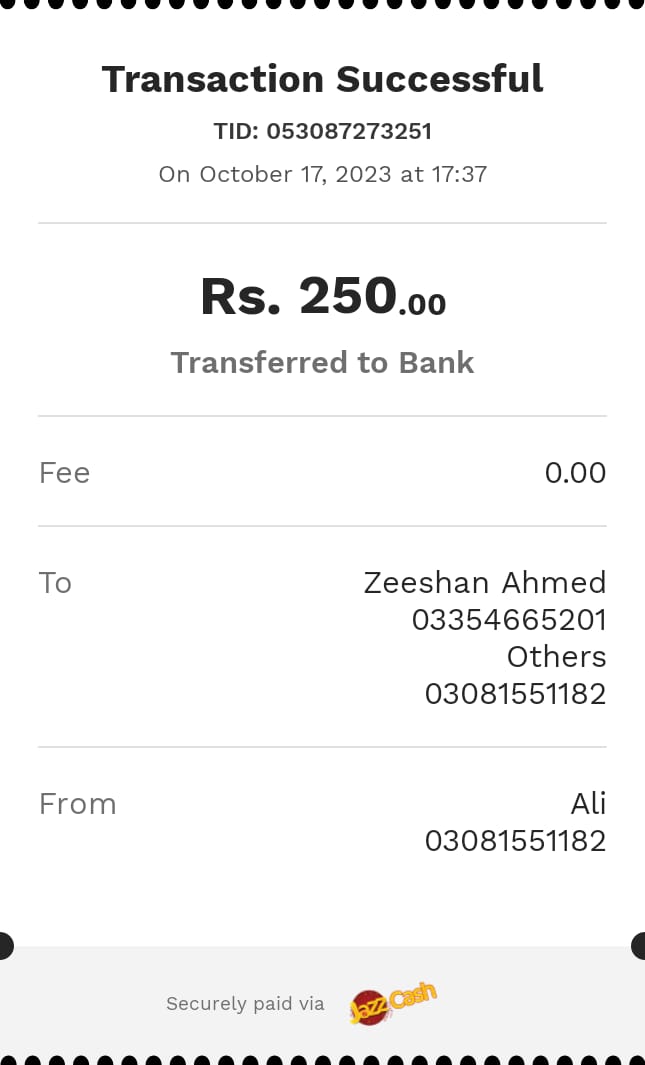 Transaction Successful
TID: 053087273251
On October 17, 2023 at 17:37
Rs. 250.00
Transferred to Bank
Fee 0.00
To Zeeshan Ahmed
03354665201
Others
03081551182
From Ali
03081551182
Securely paid via JazzCash